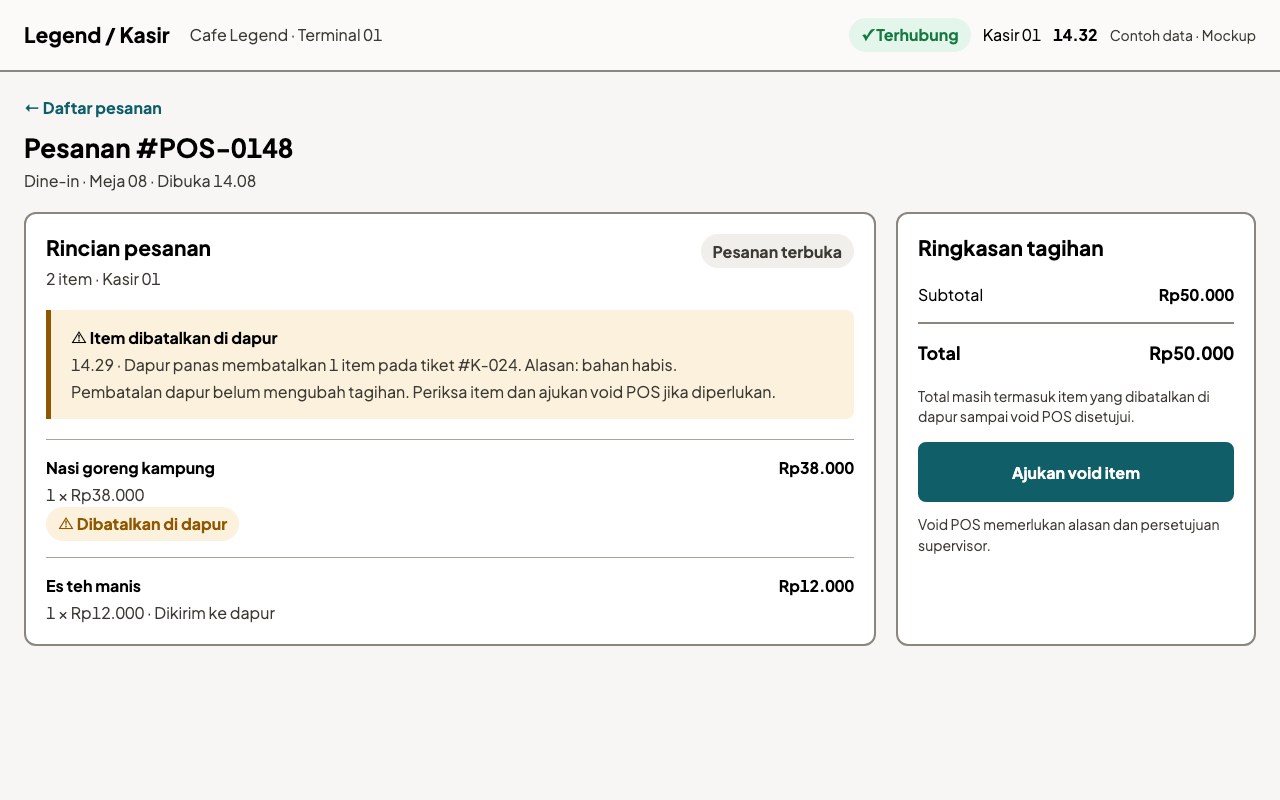 Legend / Kasir
Cafe Legend · Terminal 01
✓Terhubung
Kasir 01
14.32
Contoh data · Mockup
← Daftar pesanan
Pesanan #POS-0148
Dine-in · Meja 08 · Dibuka 14.08
Rincian pesanan
Pesanan terbuka
2 item · Kasir 01
⚠ Item dibatalkan di dapur
14.29 · Dapur panas membatalkan 1 item pada tiket #K-024. Alasan: bahan habis.
Pembatalan dapur belum mengubah tagihan. Periksa item dan ajukan void POS jika diperlukan.
Nasi goreng kampung
Rp38.000
1 × Rp38.000
⚠ Dibatalkan di dapur
Es teh manis
Rp12.000
1 × Rp12.000 · Dikirim ke dapur
Ringkasan tagihan
Subtotal
Rp50.000
Total
Rp50.000
Total masih termasuk item yang dibatalkan di
dapur sampai void POS disetujui.
Ajukan void item
Void POS memerlukan alasan dan persetujuan
supervisor.